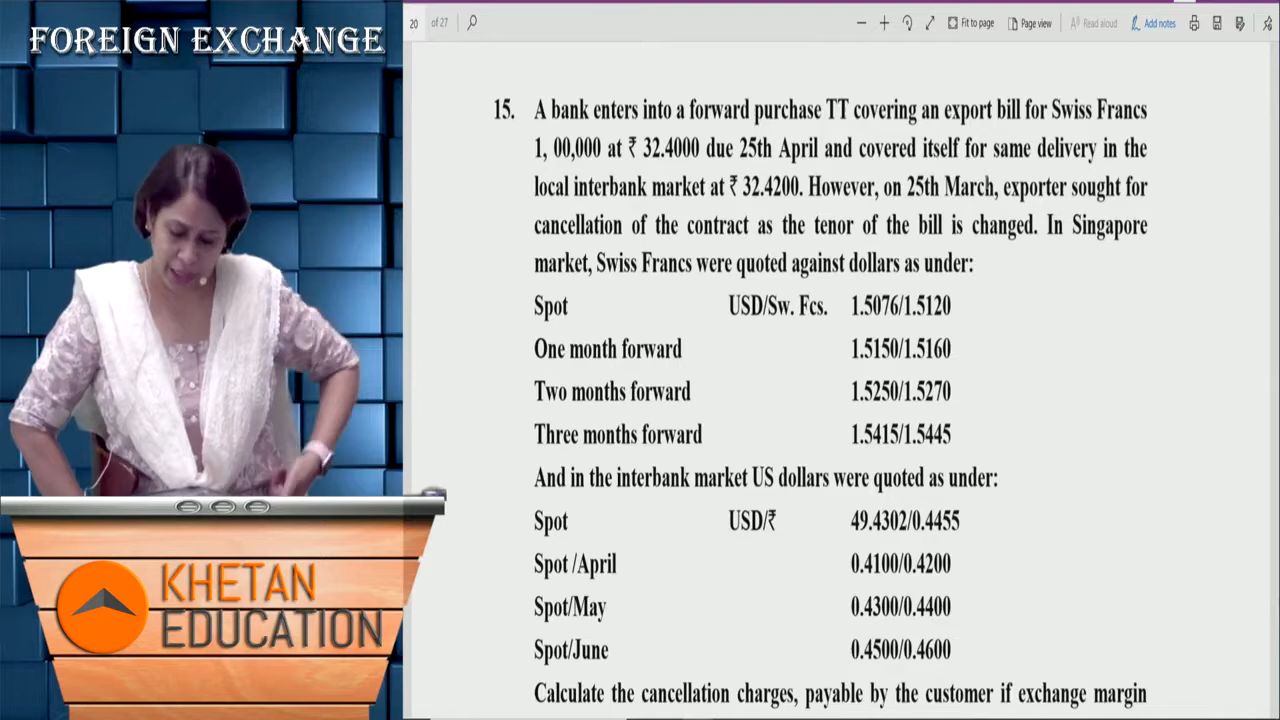 FOREIGN EXCHANGE
20 of 27
Fit to page
Page view
Read aloud
Add notes
15. A bank enters into a forward purchase TT covering an export bill for Swiss Francs
1, 00,000 at ₹ 32.4000 due 25th April and covered itself for same delivery in the
local interbank market at ₹ 32.4200. However, on 25th March, exporter sought for
cancellation of the contract as the tenor of the bill is changed. In Singapore
market, Swiss Francs were quoted against dollars as under:
Spot USD/Sw. Fcs. 1.5076/1.5120
One month forward 1.5150/1.5160
Two months forward 1.5250/1.5270
Three months forward 1.5415/1.5445
And in the interbank market US dollars were quoted as under:
Spot USD/₹ 49.4302/0.4455
Spot /April 0.4100/0.4200
Spot/May 0.4300/0.4400
Spot/June 0.4500/0.4600
Calculate the cancellation charges, payable by the customer if exchange margin
KHETAN
EDUCATION